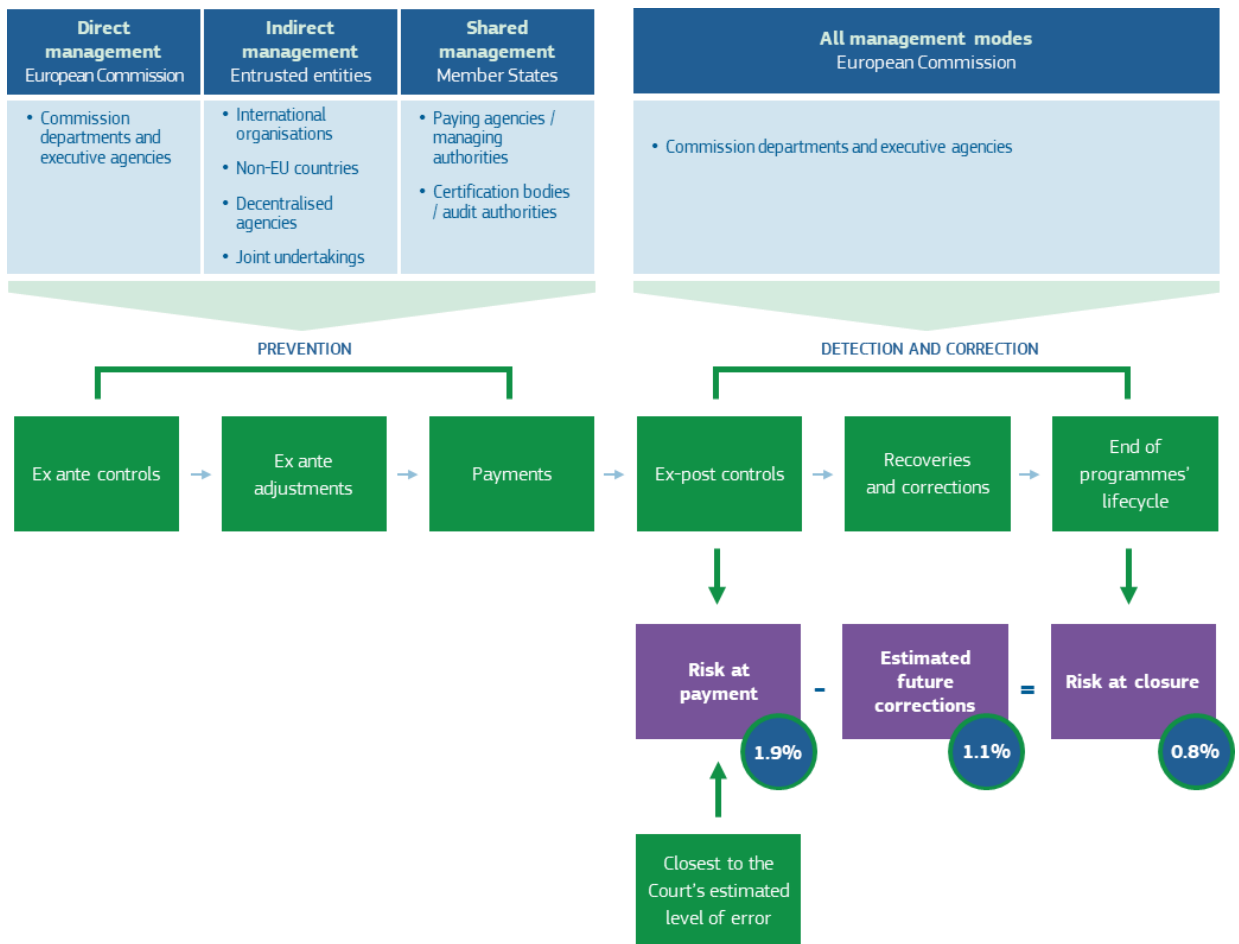 Direct
management
European Commission
Indirect
management
Entrusted entities
Shared
management
Member States
All management modes
European Commission
• Commission
departments and
executive agencies
• International
organisations
• Non-EU countries
• Decentralised
agencies
• Joint undertakings
• Paying agencies /
managing
authorities
• Certification bodies
/ audit authorities
• Commission departments and executive agencies
PREVENTION
DETECTION AND CORRECTION
Ex ante controls
Ex ante
adjustments
Payments
Ex-post controls
Recoveries
and corrections
End of
programmes'
lifecycle
Risk at
payment
1.9%
-
Estimated
future
corrections
1.1%
=
Risk at closure
0.8%
Closest to the
Court's estimated
level of error